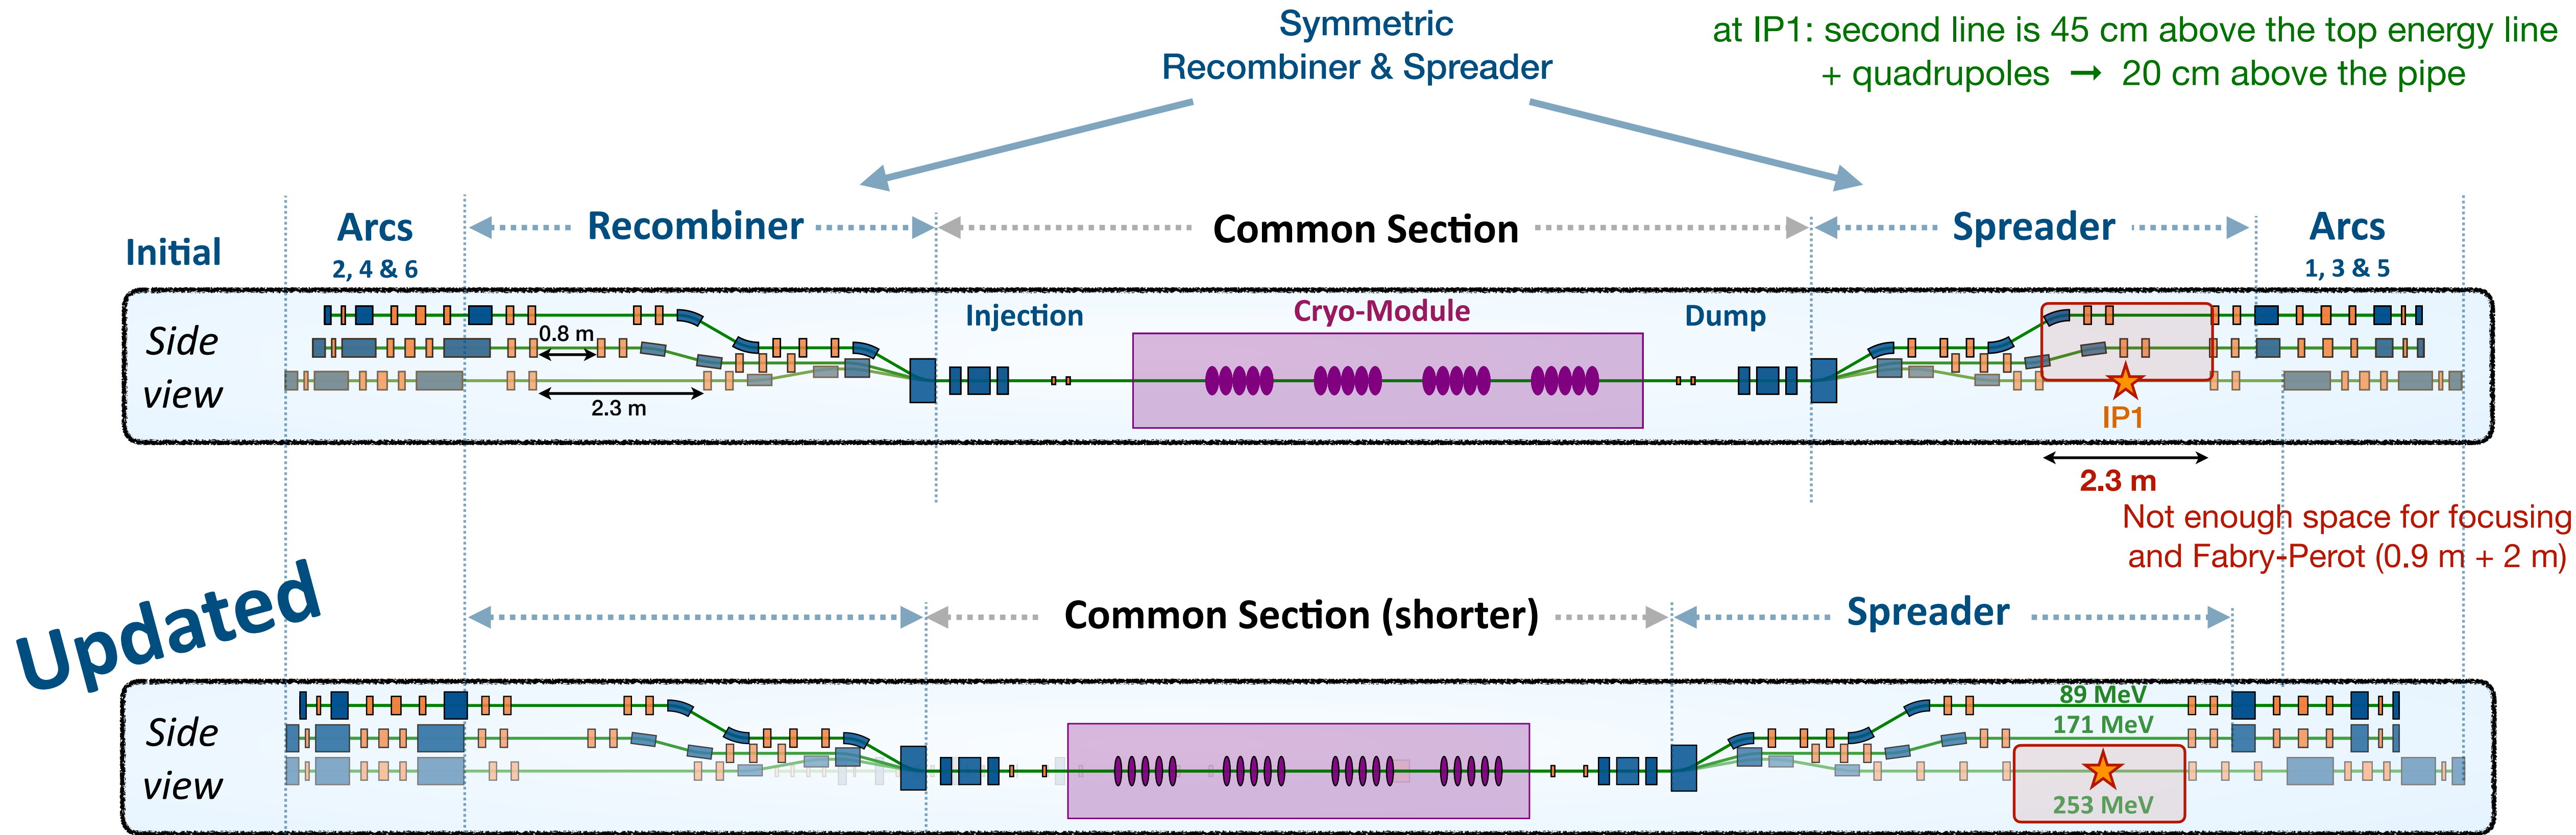 Symmetric
Recombiner & Spreader
at IP1: second line is 45 cm above the top energy line
+ quadrupoles → 20 cm above the pipe
Initial
Arcs
2, 4 & 6
Recombiner
Common Section
Spreader
Arcs
1, 3 & 5
Side
view
0.8 m
2.3 m
Injection
Cryo-Module
Dump
IP1
2.3 m
Not enough space for focusing
and Fabry-Perot (0.9 m + 2 m)
Updated
Common Section (shorter)
Spreader
Side
view
89 MeV
171 MeV
253 MeV